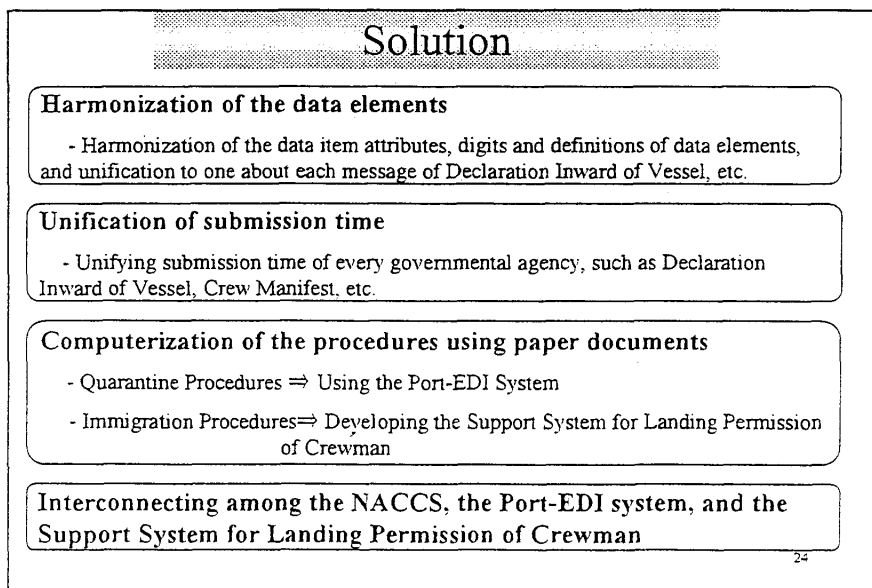 Solution
Harmonization of the data elements
- Harmonization of the data item attributes, digits and definitions of data elements,
and unification to one about each message of Declaration Inward of Vessel, etc.
Unification of submission time
- Unifying submission time of every governmental agency, such as Declaration
Inward of Vessel, Crew Manifest, etc.
Computerization of the procedures using paper documents
- Quarantine Procedures ⇒ Using the Port-EDI System
- Immigration Procedures⇒ Developing the Support System for Landing Permission
of Crewman
Interconnecting among the NACCS, the Port-EDI system, and the
Support System for Landing Permission of Crewman
24